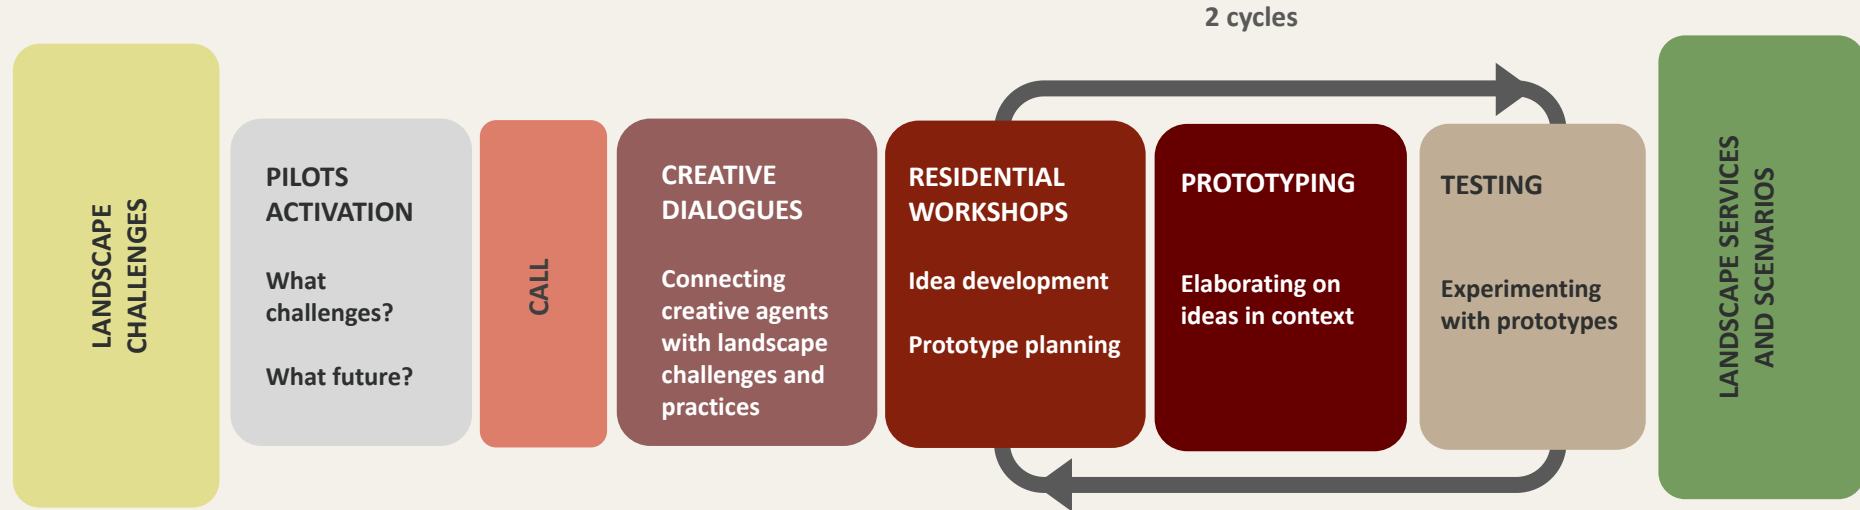 2 cycles
LANDSCAPE
CHALLENGES
PILOTS
ACTIVATION
What
challenges?
What future?
CALL
CREATIVE
DIALOGUES
Connecting
creative agents
with landscape
challenges and
practices
RESIDENTIAL
WORKSHOPS
Idea development
Prototype planning
PROTOTYPING
Elaborating on
ideas in context
TESTING
Experimenting
with prototypes
LANDSCAPE SERVICES
AND SCENARIOS